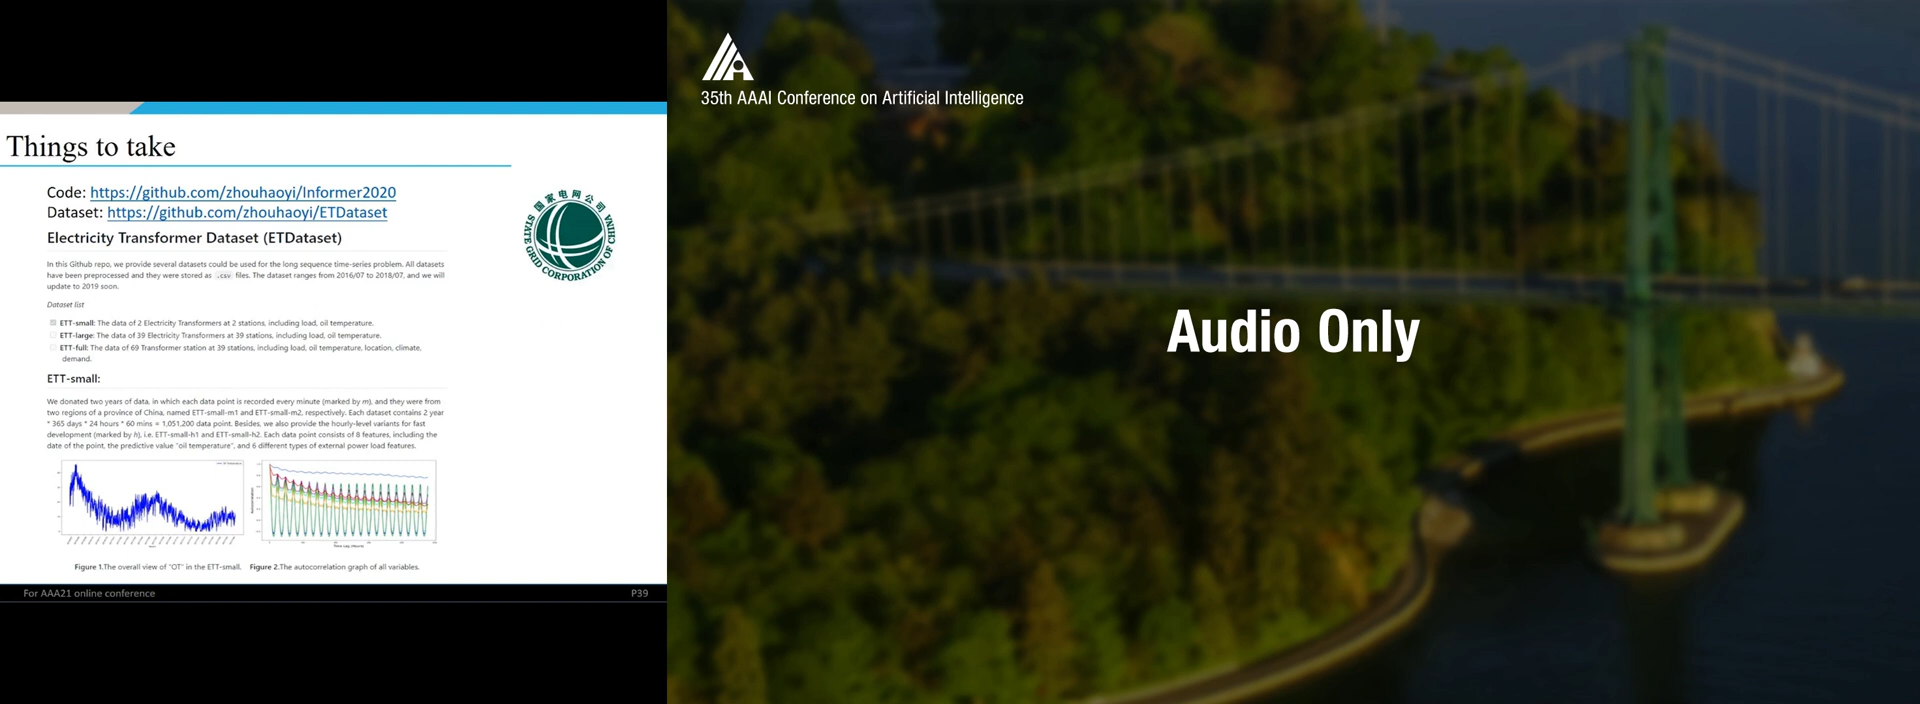 Things to take
Code: https://github.com/zhouhaoyi/Informer2020
Dataset: https://github.com/zhouhaoyi/ETDataset
Electricity Transformer Dataset (ETDataset)
In this Github repo, we provide several datasets could be used for the long sequence time-series problem. All datasets
have been preprocessed and they were stored as .csv files. The dataset ranges from 2016/07 to 2018/07, and we will
update to 2019 soon.
Dataset list
ETT-small: The data of 2 Electricity Transformers at 2 stations, including load, oil temperature.
ETT-large: The data of 39 Electricity Transformers at 39 stations, including load, oil temperature.
ETT-full: The data of 69 Transformer station at 39 stations, including load, oil temperature, location, climate,
demand.
ETT-small:
We donated two years of data, in which each data point is recorded every minute (marked by m), and they were from
two regions of a province of China, named ETT-small-m1 and ETT-small-m2, respectively. Each dataset contains 2 year
* 365 days * 24 hours * 60 mins = 1,051,200 data point. Besides, we also provide the hourly-level variants for fast
development (marked by h), i.e. ETT-small-h1 and ETT-small-h2. Each data point consists of 8 features, including the
date of the point, the predictive value "oil temperature", and 6 different types of external power load features.
Time Lag (Hours)
Figure 1.The overall view of "OT" in the ETT-small.
Figure 2.The autocorrelation graph of all variables.
For AAA21 online conference
P39
国家电网公司
STATE GRID CORPORATION OF CHINA
35th AAAI Conference on Artificial Intelligence
Audio Only